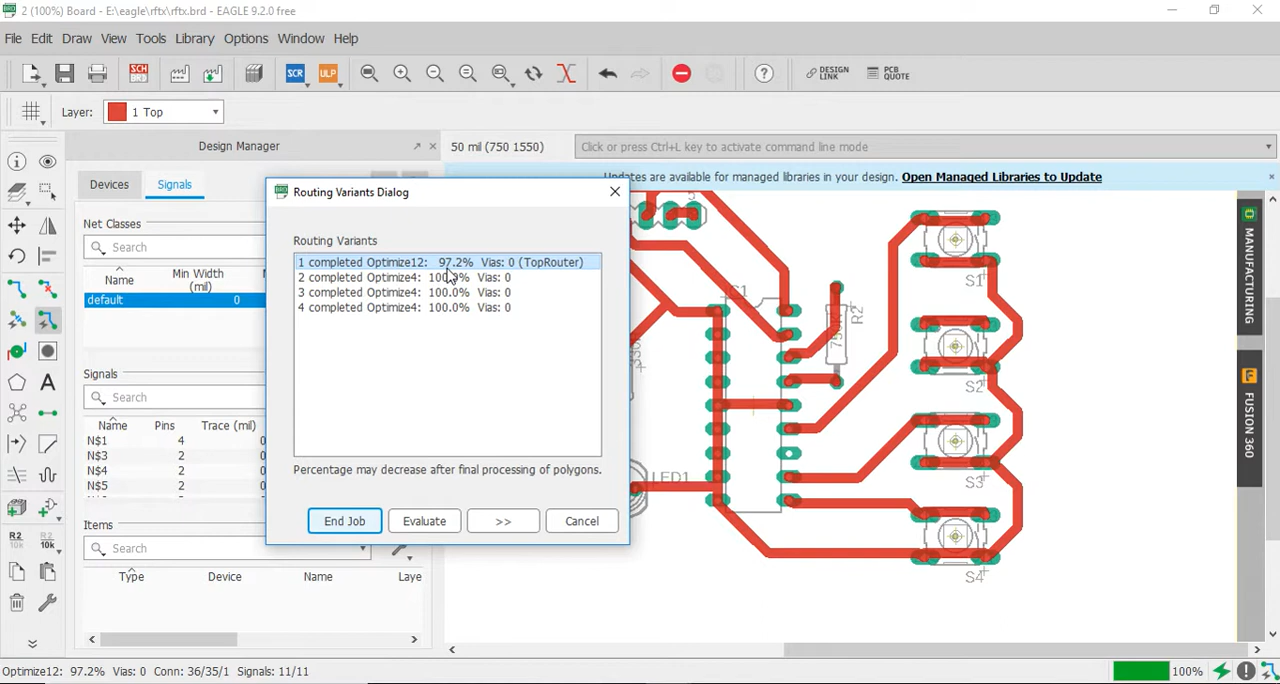 2 (100%) Board - E:\eagle\rftx\rftx.brd - EAGLE 9.2.0 free
File Edit Draw View Tools Library Options Window Help
SCH SCR ULP DESIGN LINK PCB QUOTE
Layer: 1 Top
Design Manager
50 mil (750 1550)
Click or press Ctrl+L key to activate command line mode
Devices Signals
Updates are available for managed libraries in your design. Open Managed Libraries to Update
Net Classes
Search
Name Min Width (mil)
default 0
Signals
Search
Name Pins Trace (mil)
N$1 4 0
N$3 2 0
N$4 2 0
N$5 2 0
Items
Search
Type Device Name Laye
R2 R2
10k 10k
Routing Variants Dialog
Routing Variants
1 completed Optimize12: 97.2% Vias: 0 (TopRouter)
2 completed Optimize4: 100.0% Vias: 0
3 completed Optimize4: 100.0% Vias: 0
4 completed Optimize4: 100.0% Vias: 0
Percentage may decrease after final processing of polygons.
End Job Evaluate >> Cancel
R2
LED1
S1
S2
S3
S4
MANUFACTURING
FUSION 360
Optimize12: 97.2% Vias: 0 Conn: 36/35/1 Signals: 11/11
100%